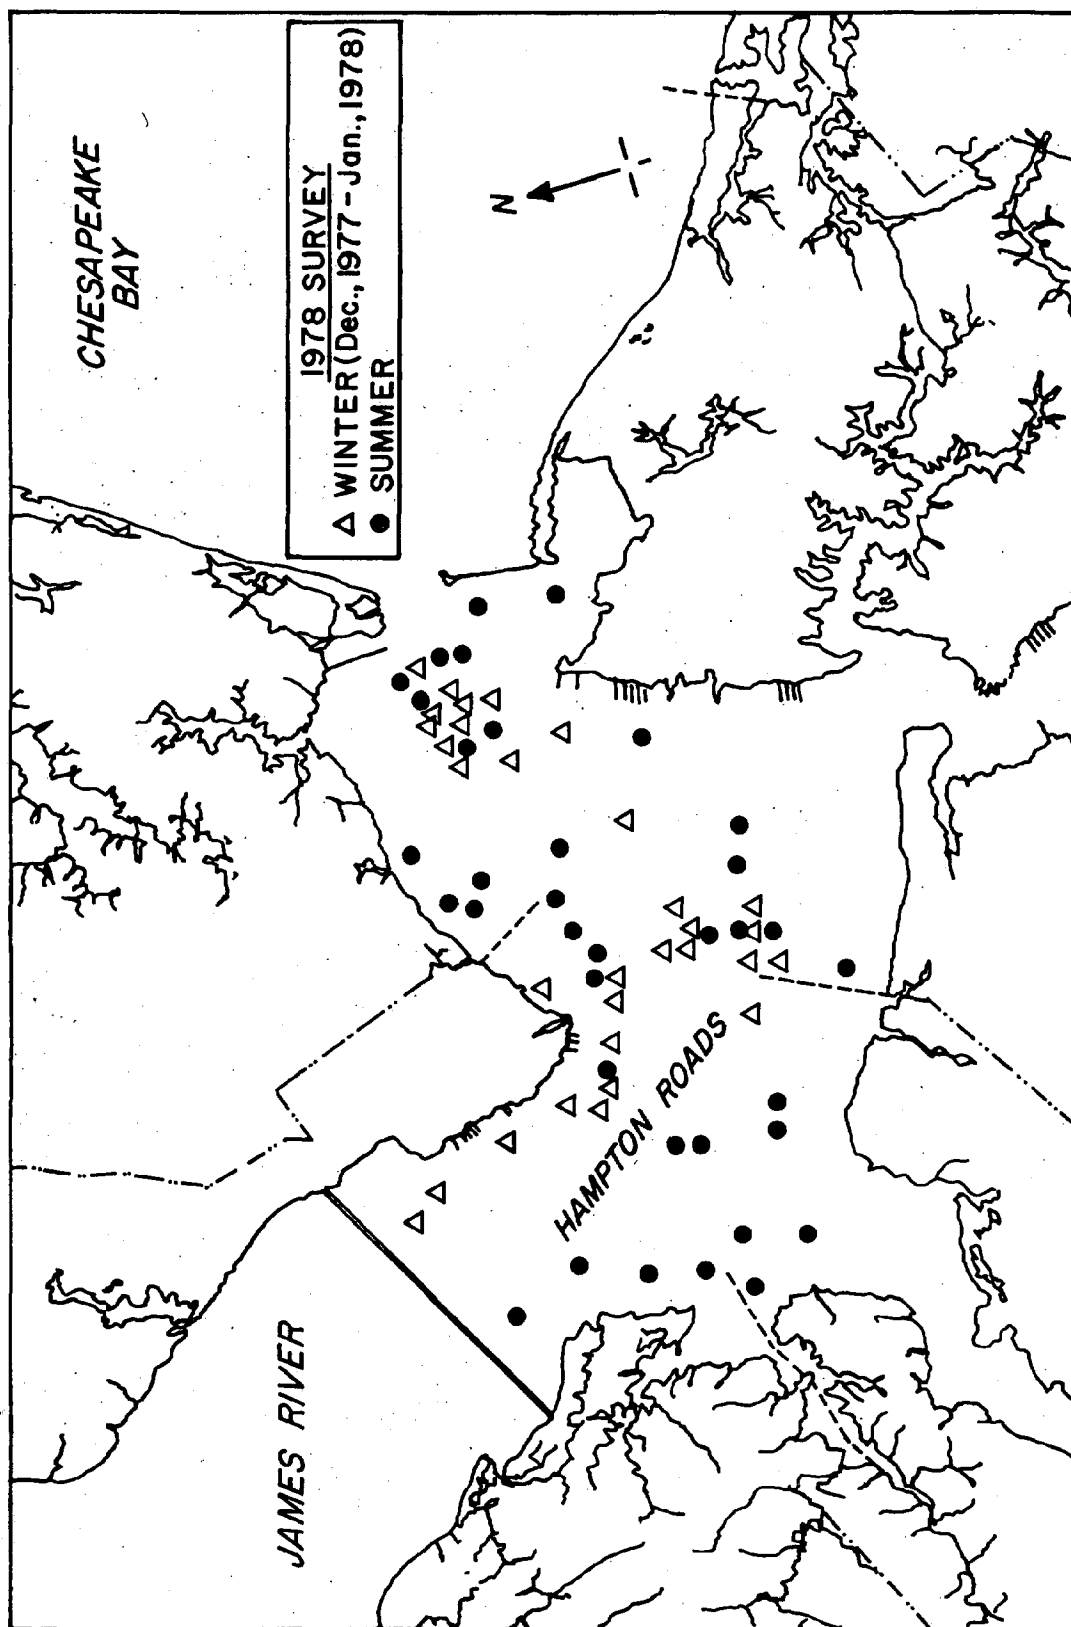 CHESAPEAKE
BAY
1978 SURVEY
△ WINTER (Dec., 1977 - Jan., 1978)
● SUMMER
N
HAMPTON ROADS
JAMES RIVER